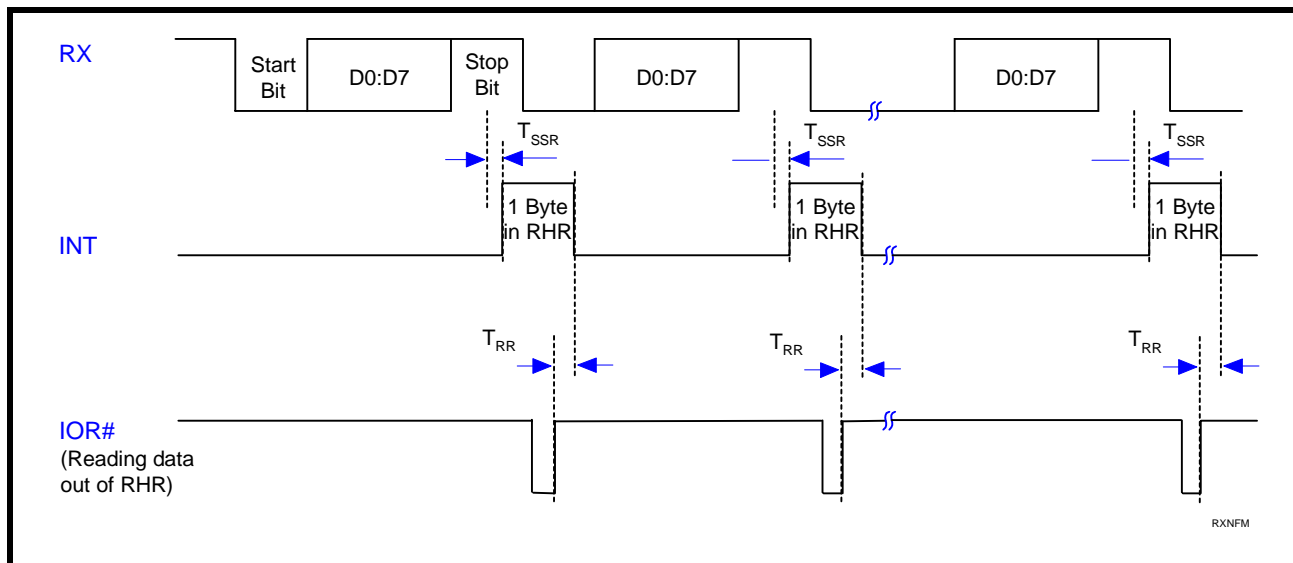 RX
Start
Bit
D0:D7
Stop
Bit
D0:D7
D0:D7
TSSR
TSSR
TSSR
INT
1 Byte
in RHR
1 Byte
in RHR
1 Byte
in RHR
TRR
TRR
TRR
IOR#
(Reading data
out of RHR)
RXNFM